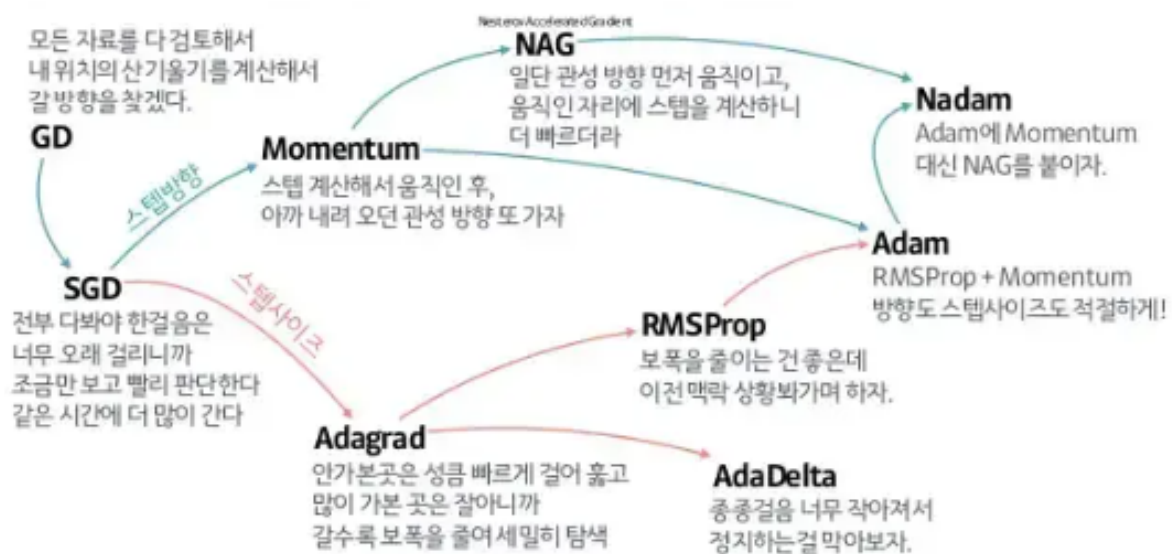 모든 자료를 다 검토해서
내 위치의 산기울기를 계산해서
갈 방향을 찾겠다.
GD
스텝방향
Nesterov Accelerated Gradient
NAG
일단 관성 방향 먼저 움직이고,
움직인 자리에 스텝을 계산하니
더 빠르더라
Momentum
스텝 계산해서 움직인 후,
아까 내려 오던 관성 방향 또 가자
Nadam
Adam에 Momentum
대신 NAG를 붙이자.
Adam
RMSProp + Momentum
방향도 스텝사이즈도 적절하게!
SGD
전부 다봐야 한걸음은
너무 오래 걸리니까
조금만 보고 빨리 판단한다
같은 시간에 더 많이 간다
스텝사이즈
RMSProp
보폭을 줄이는 건 좋은데
이전 맥락 상황봐가며 하자.
Adagrad
안가본곳은 성큼 빠르게 걸어 훑고
많이 가본 곳은 잘아니까
갈수록 보폭을 줄여 세밀히 탐색
AdaDelta
종종걸음 너무 작아져서
정지하는걸 막아보자.